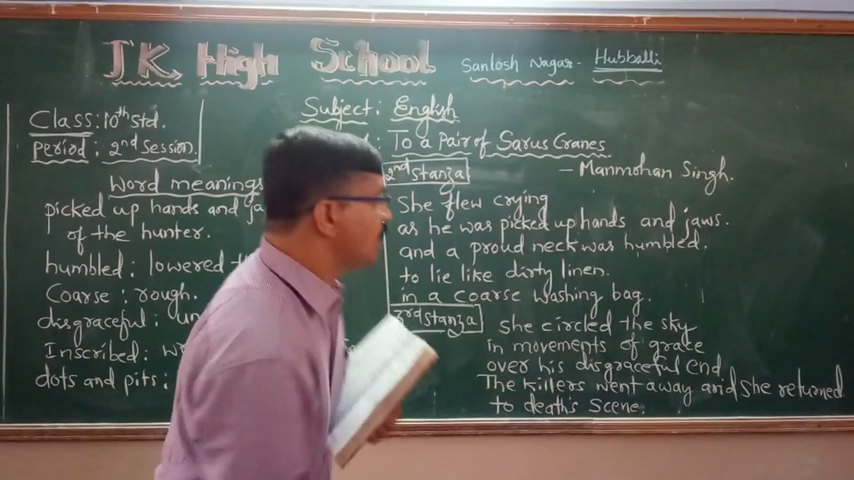 JK High School Santosh Nagar- Hubballi
Class: 10th Std.
Period: 2nd Session.
Subject: English
To a Pair of Sarus Cranes
- Manmohan Singh.
Word meanings
picked up hands and ja
of the hunter.
humbled: lowered
Coarse: rough.
disgraceful:
Inscribed:
dots and pits:
2nd Stanza
She flew crying
as he was picked up hands and jaws.
and a proud neck was humbled.
to lie like dirty linen.
in a coarse washing bag.
3rd Stanza
She circled the sky
in movements of grace
over his disgraceful end
The killers went away and she returned
to death's scene.